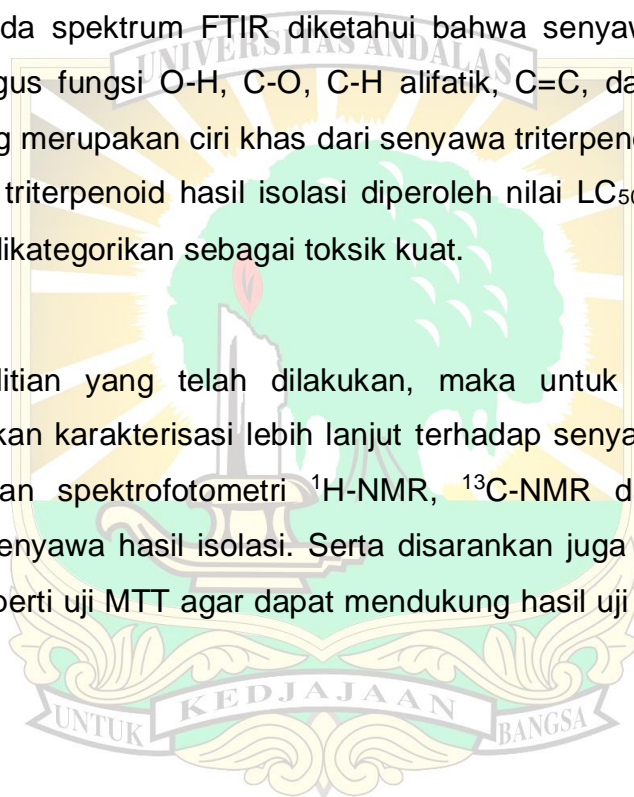 da spektrum FTIR diketahui bahwa senyaw
UNIVERSITAS ANDALAS
gus fungsi O-H, C-O, C-H alifatik, C=C, da
g merupakan ciri khas dari senyawa triterpeno
triterpenoid hasil isolasi diperoleh nilai LC₅₀
dikategorikan sebagai toksik kuat.
litian yang telah dilakukan, maka untuk
kan karakterisasi lebih lanjut terhadap senya
an spektrofotometri ¹H-NMR, ¹³C-NMR d
enyawa hasil isolasi. Serta disarankan juga
perti uji MTT agar dapat mendukung hasil uji
UNTUK KEDJAJAAN BANGSA